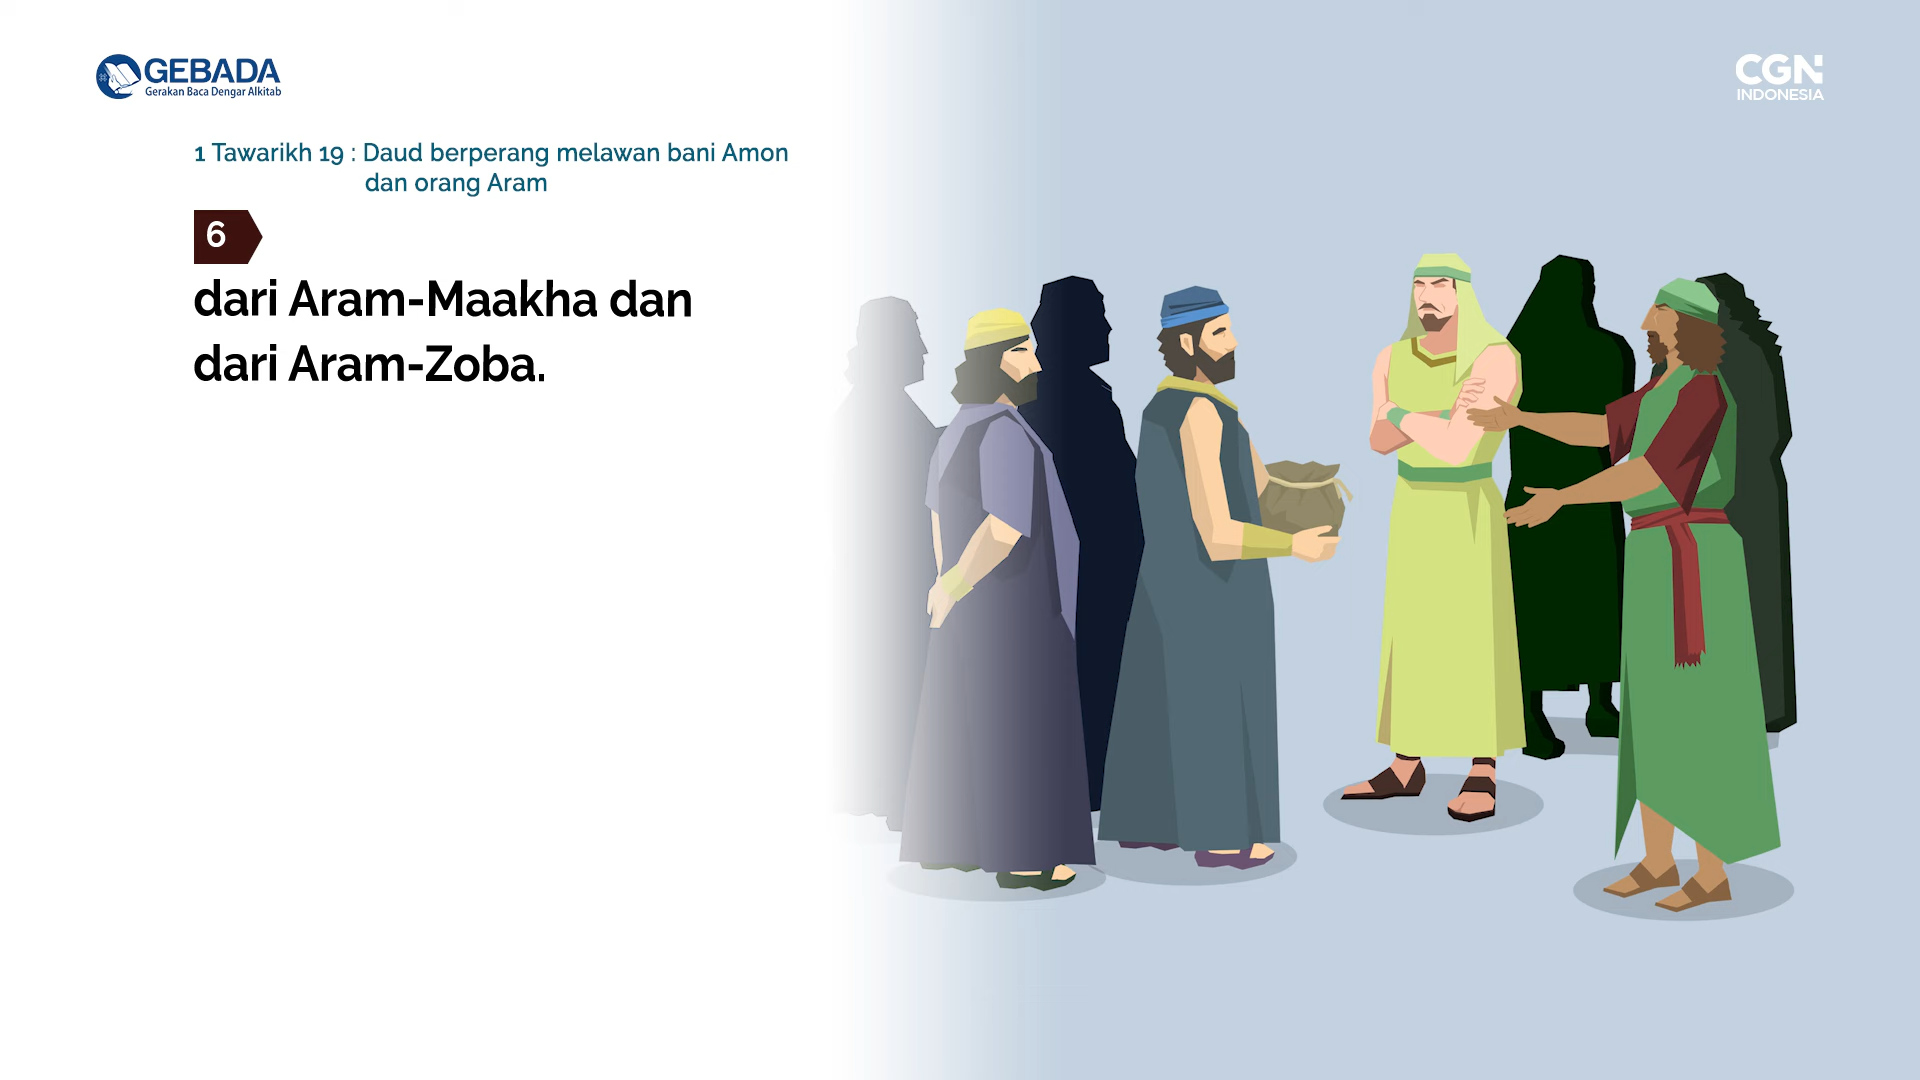 GEBADA
Gerakan Baca Dengar Alkitab
CGN
INDONESIA
1 Tawarikh 19 : Daud berperang melawan bani Amon
dan orang Aram
6
dari Aram-Maakha dan
dari Aram-Zoba.